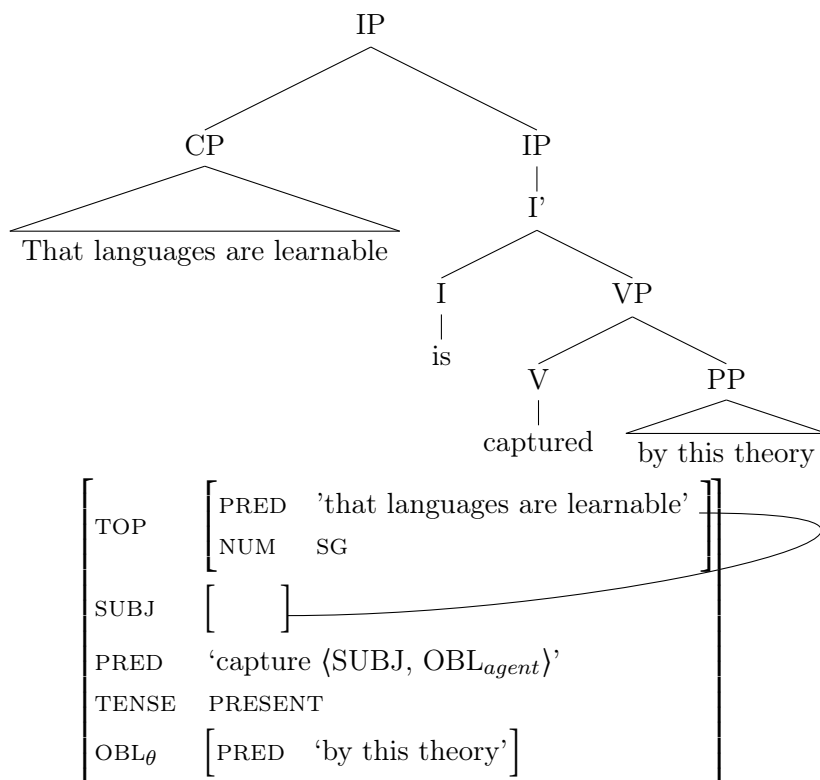 IP
CP IP
I’
That languages are learnable
I VP
is
V PP
captured by this theory
TOP [PRED ’that languages are learnable’
NUM SG]
SUBJ [ ]
PRED ‘capture ⟨SUBJ, OBL_agent⟩’
TENSE PRESENT
OBL_θ [PRED ‘by this theory’]